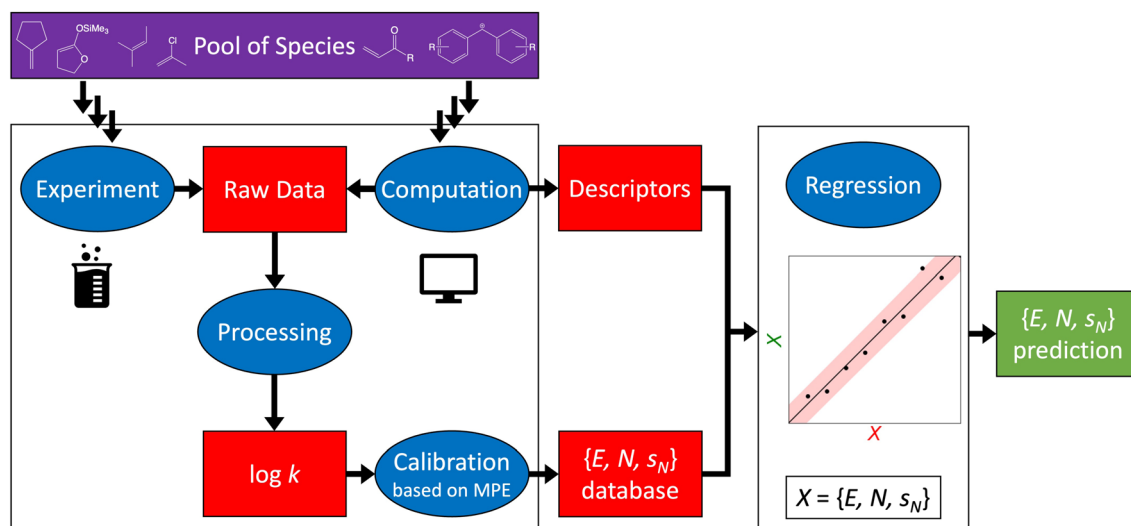 OSiMe3
O
Cl
Pool of Species
O
R
R
⊕
R
Experiment
Raw Data
Computation
Descriptors
Regression
Processing
X
X
{E, N, sN}
prediction
log k
Calibration
based on MPE
{E, N, sN}
database
X = {E, N, sN}